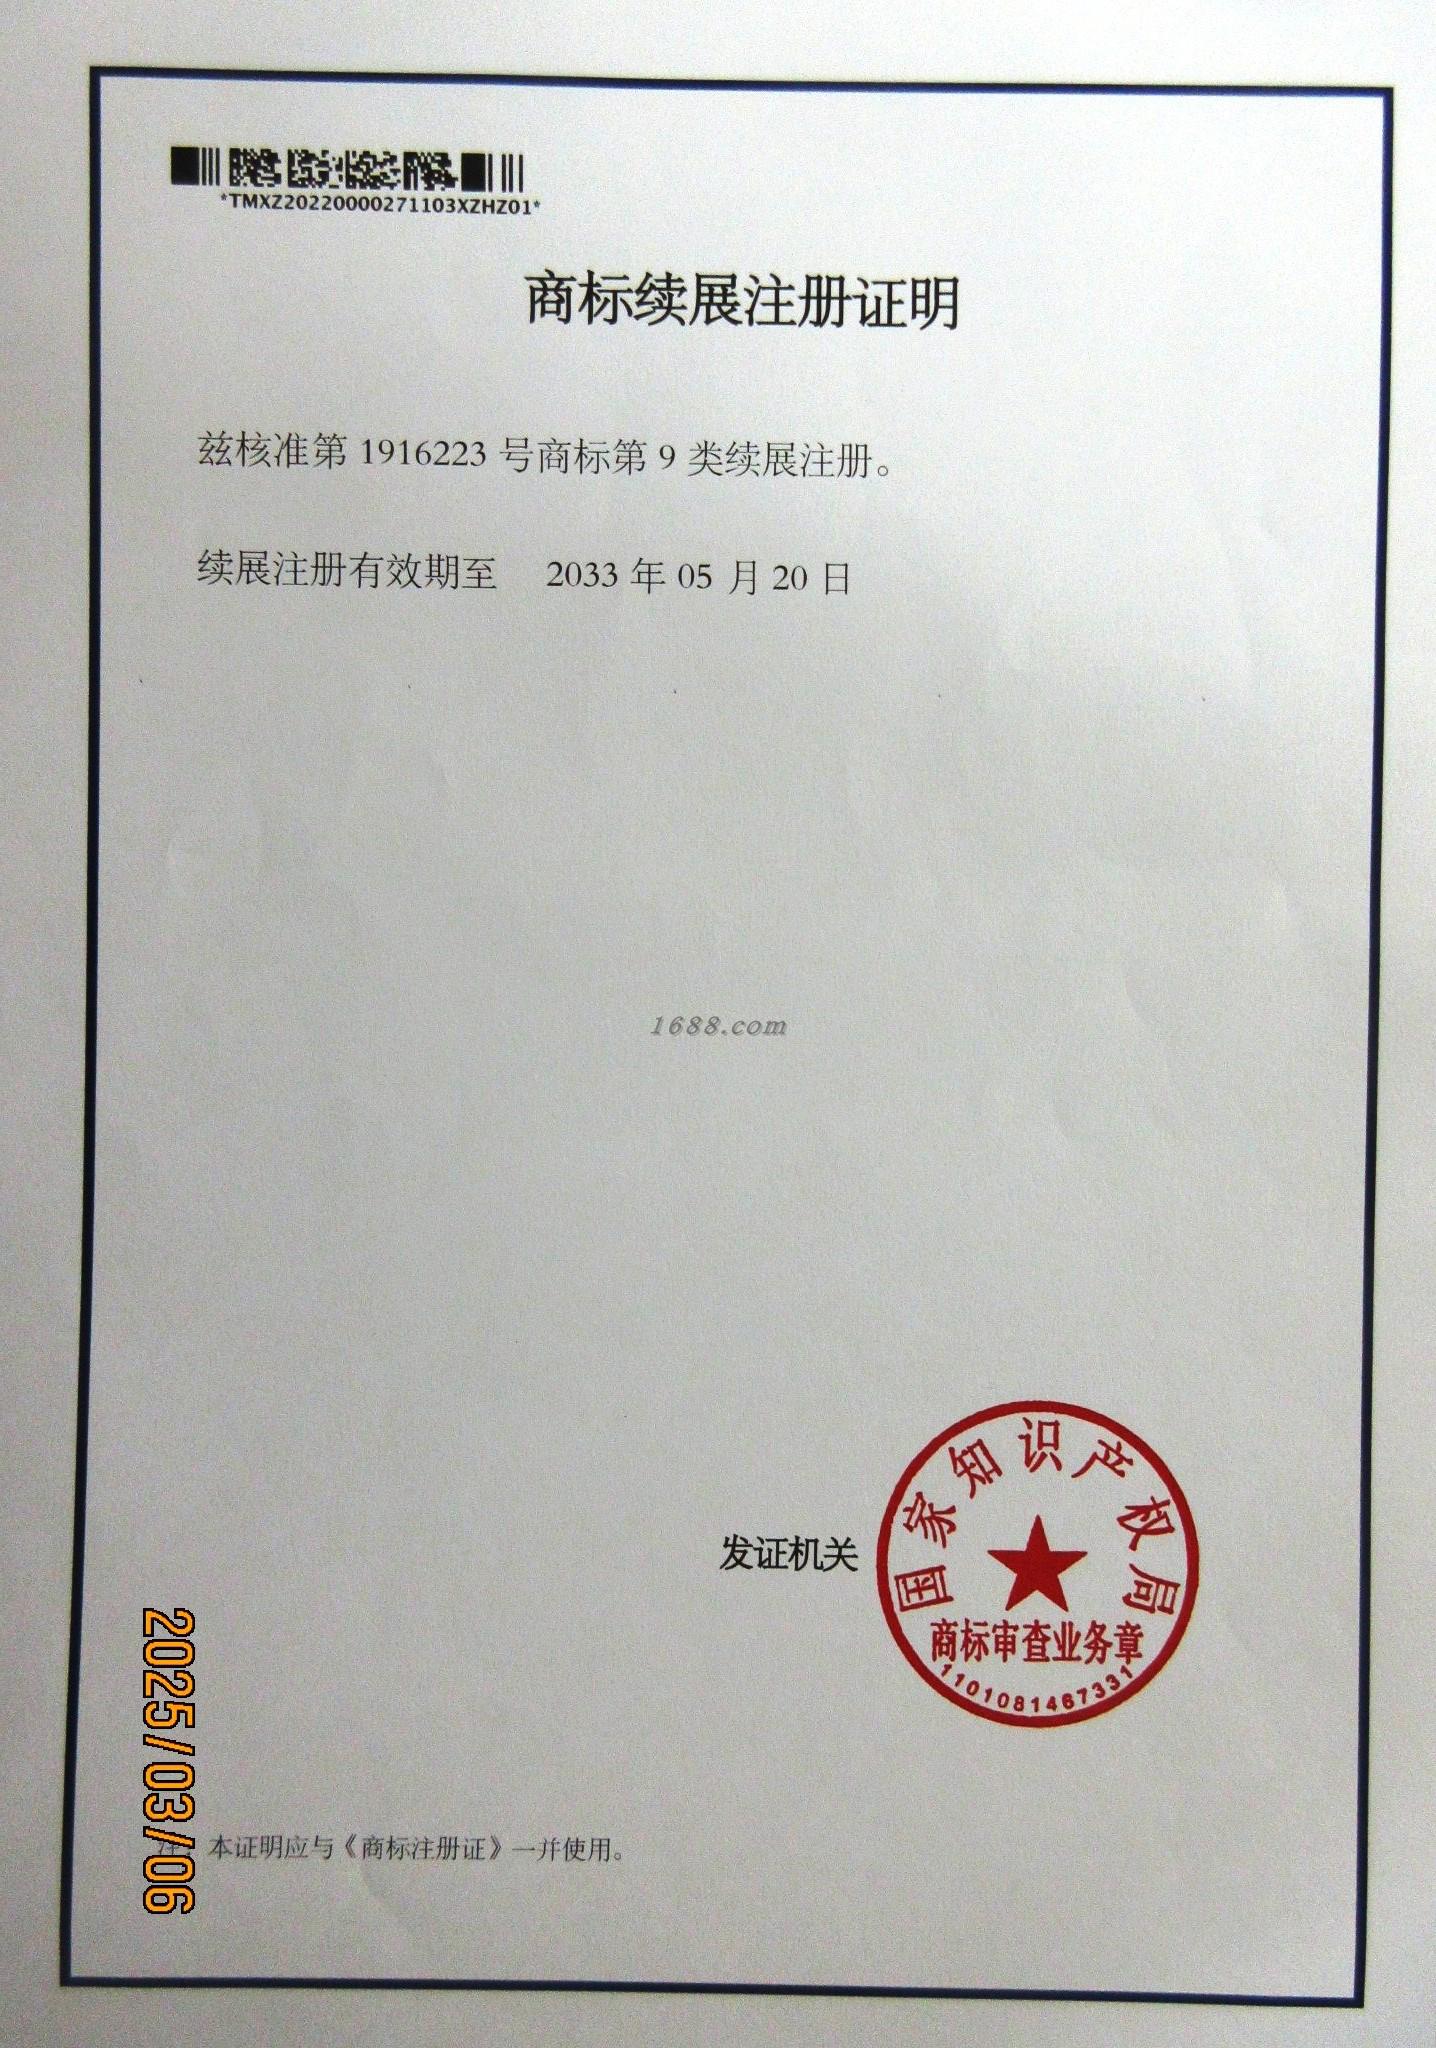 *TMXZ20220000271103XZHZ01*
商标续展注册证明
兹核准第 1916223 号商标第 9 类续展注册。
续展注册有效期至 2033 年 05 月 20 日
1688.com
发证机关
国家知识产权局
商标审查业务章
1101081467331
注：本证明应与《商标注册证》一并使用。
2025/03/06